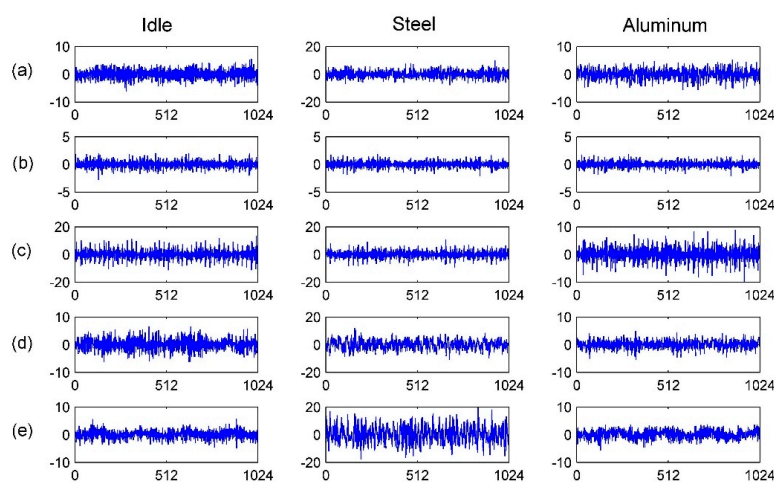 Idle Steel Aluminum
(a) 10 0 -10 0 512 1024 20 0 -20 0 512 1024 10 0 -10 0 512 1024
(b) 5 0 -5 0 512 1024 5 0 -5 0 512 1024 5 0 -5 0 512 1024
(c) 20 0 -20 0 512 1024 20 0 -20 0 512 1024 10 0 -10 0 512 1024
(d) 10 0 -10 0 512 1024 20 0 -20 0 512 1024 10 0 -10 0 512 1024
(e) 10 0 -10 0 512 1024 20 0 -20 0 512 1024 10 0 -10 0 512 1024